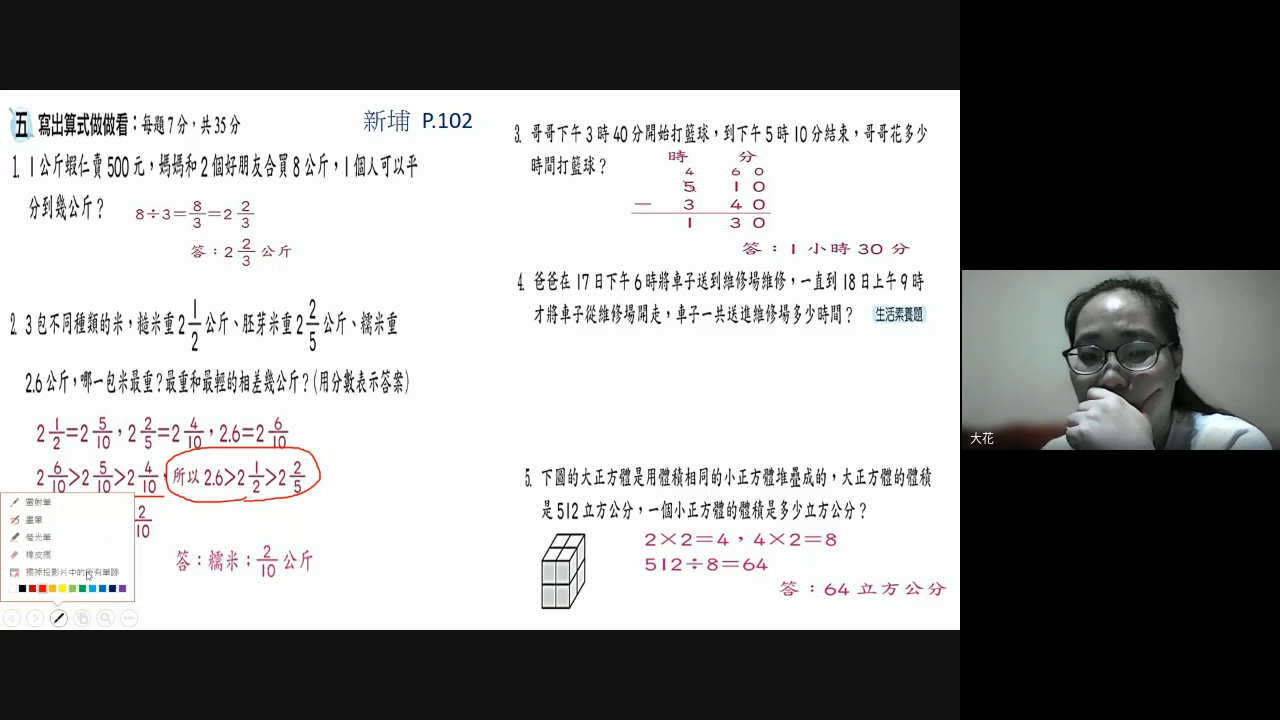 五 寫出算式做做看：每題7分，共35分
新埔 P.102
1. 1公斤蝦仁賣500元，媽媽和2個好朋友合買8公斤，1個人可以平
分到幾公斤？
8÷3＝8/3＝2 2/3
答：2 2/3 公斤
2. 3包不同種類的米，糙米重2 1/2公斤、胚芽米重2 2/5公斤、糯米重
2.6公斤，哪一包米最重？最重和最輕的相差幾公斤？(用分數表示答案)
2 1/2＝2 5/10，2 2/5＝2 4/10，2.6＝2 6/10
2 6/10＞2 5/10＞2 4/10，所以 2.6＞2 1/2＞2 2/5
2/10
答：糯米；2/10 公斤
雷射筆
畫筆
螢光筆
橡皮擦
擦掉投影片中的所有筆跡
3. 哥哥下午3時40分開始打籃球，到下午5時10分結束，哥哥花多少
時間打籃球？
時 分
4 60
5 10
－ 3 40
1 30
答：1小時30分
4. 爸爸在17日下午6時將車子送到維修場維修，一直到18日上午9時
才將車子從維修場開走，車子一共送進維修場多少時間？ 生活素養題
5. 下圖的大正方體是用體積相同的小正方體堆疊成的，大正方體的體積
是512立方公分，一個小正方體的體積是多少立方公分？
2×2＝4，4×2＝8
512÷8＝64
答：64立方公分
大花